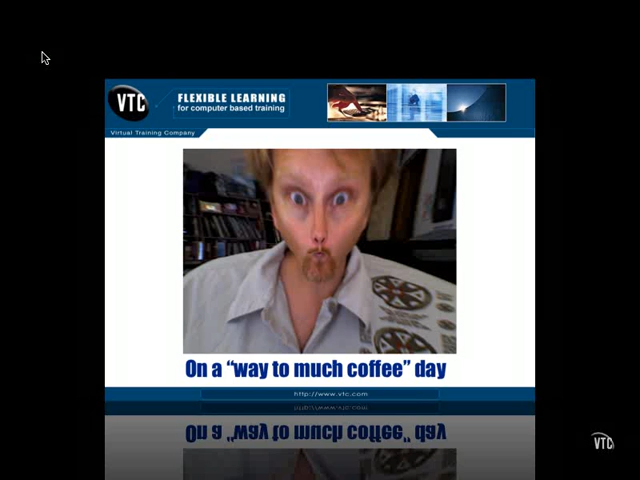 VTC
FLEXIBLE LEARNING
for computer based training
Virtual Training Company
On a “way to much coffee” day
http://www.vtc.com
VTC